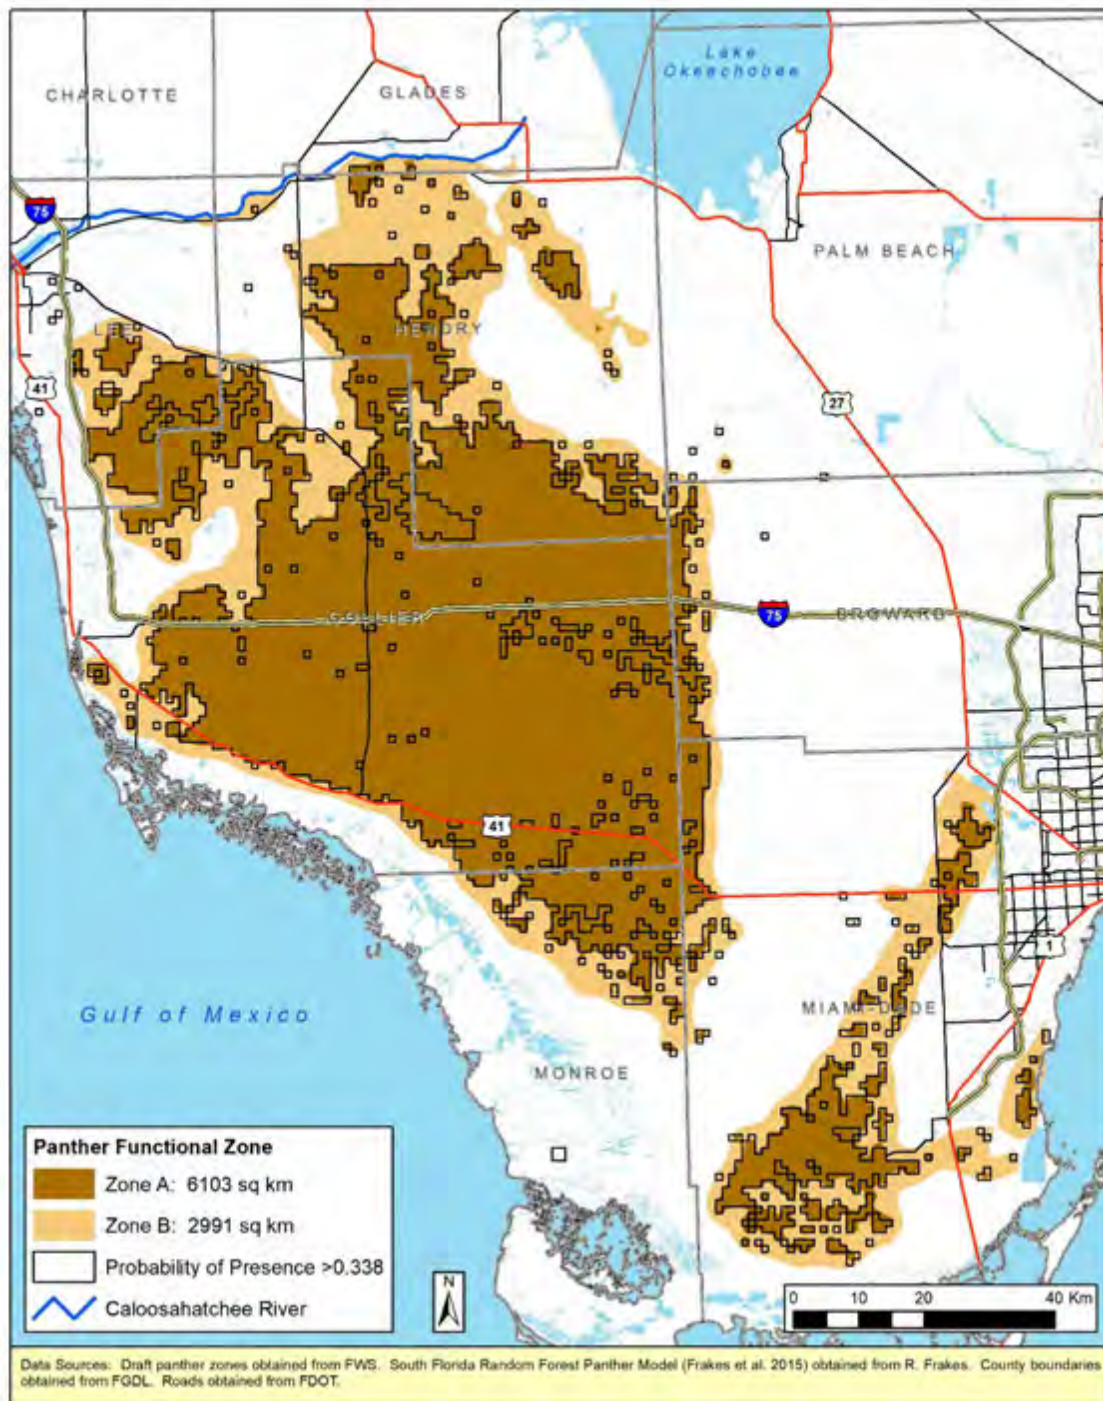 Lake
Okeechobee
CHARLOTTE
GLADES
75
PALM BEACH
LEE
HENDRY
41
27
COLLIER
75
BROWARD
41
1
Gulf of Mexico
MIAMI-DADE
MONROE
Panther Functional Zone
Zone A: 6103 sq km
Zone B: 2991 sq km
Probability of Presence >0.338
Caloosahatchee River
N
0 10 20 40 Km
Data Sources: Draft panther zones obtained from FWS. South Florida Random Forest Panther Model (Frakes et al. 2015) obtained from R. Frakes. County boundaries
obtained from FGDL. Roads obtained from FDOT.